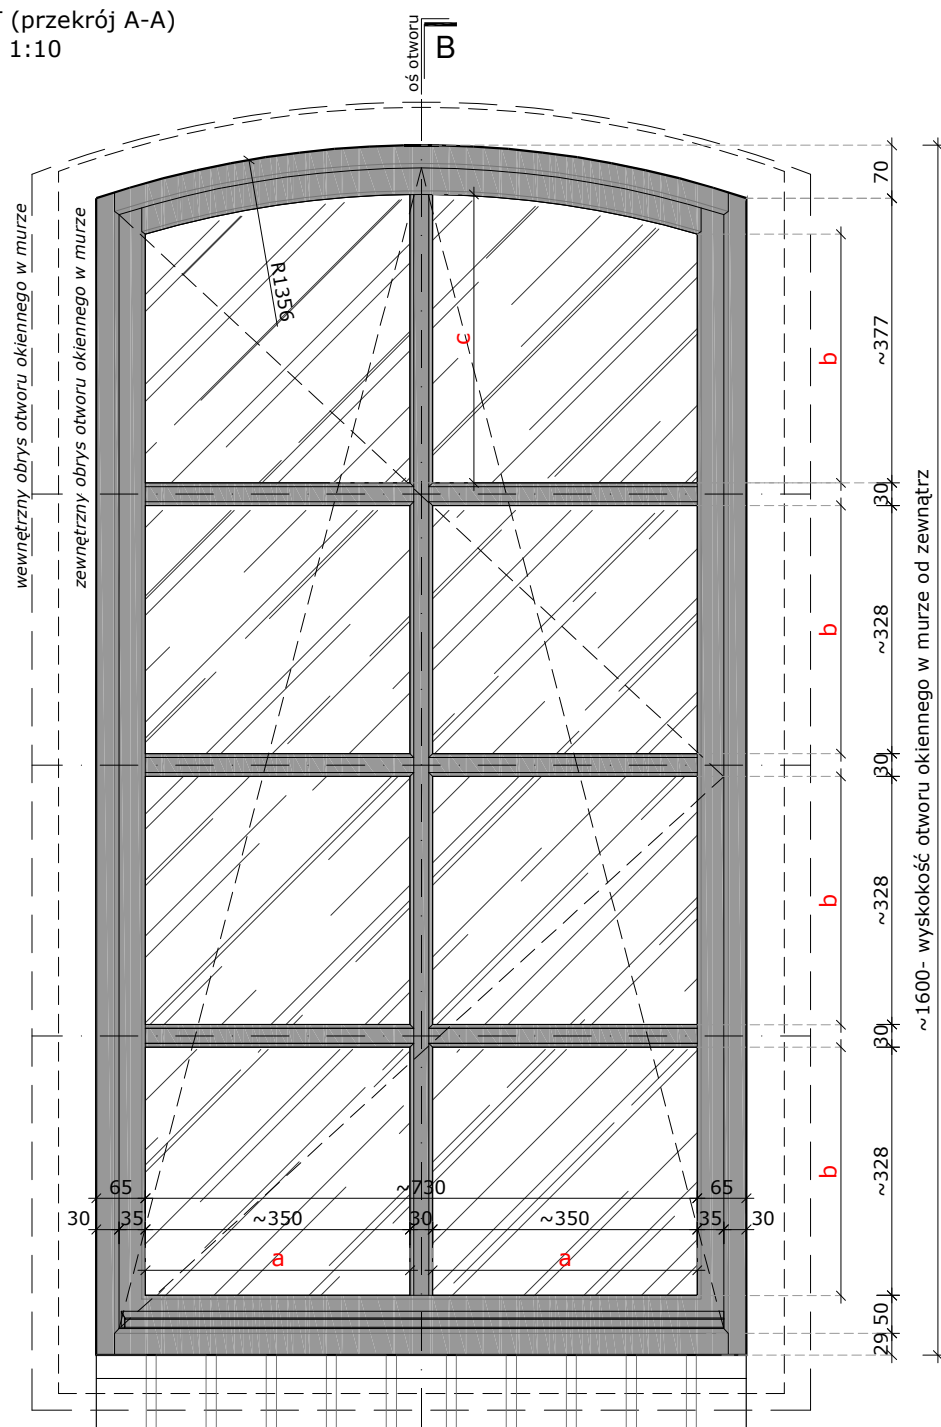 T (przekrój A-A)
1:10
oś otworu
B
wewnętrzny obrys otworu okiennego w murze
zewnętrzny obrys otworu okiennego w murze
R1356
c
70
~377
b
30
~328
b
30
~328
b
30
~328
b
50
29
~1600- wyskokość otworu okiennego w murze od zewnątrz
65
~730
65
30
35
~350
30
~350
35
30
a
a